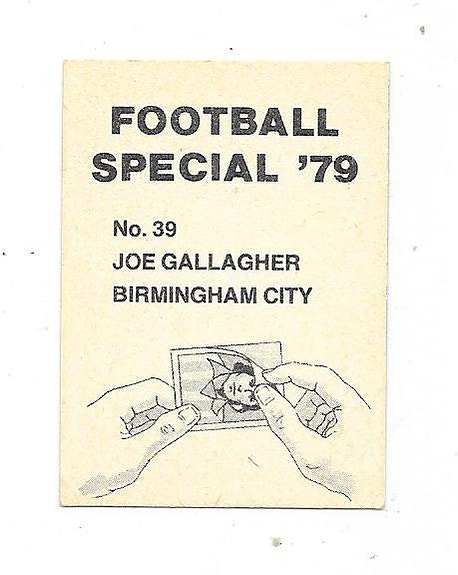 FOOTBALL
SPECIAL '79
No. 39
JOE GALLAGHER
BIRMINGHAM CITY